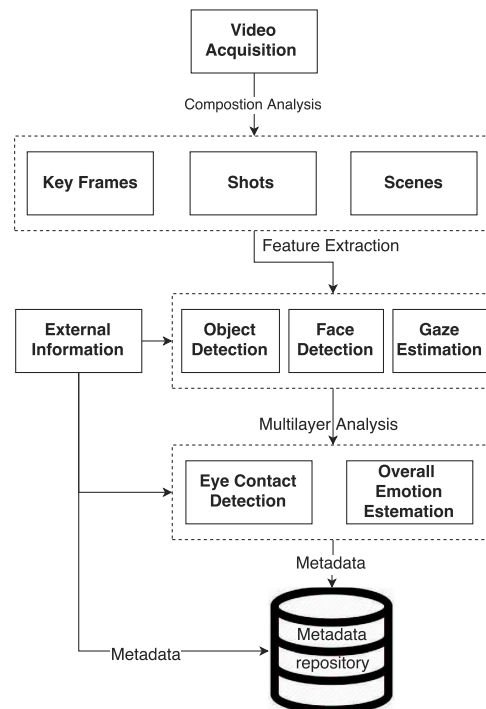 Video
Acquisition
Compostion Analysis
Key Frames
Shots
Scenes
Feature Extraction
External
Information
Object
Detection
Face
Detection
Gaze
Estimation
Multilayer Analysis
Eye Contact
Detection
Overall
Emotion
Estemation
Metadata
Metadata
repository
Metadata